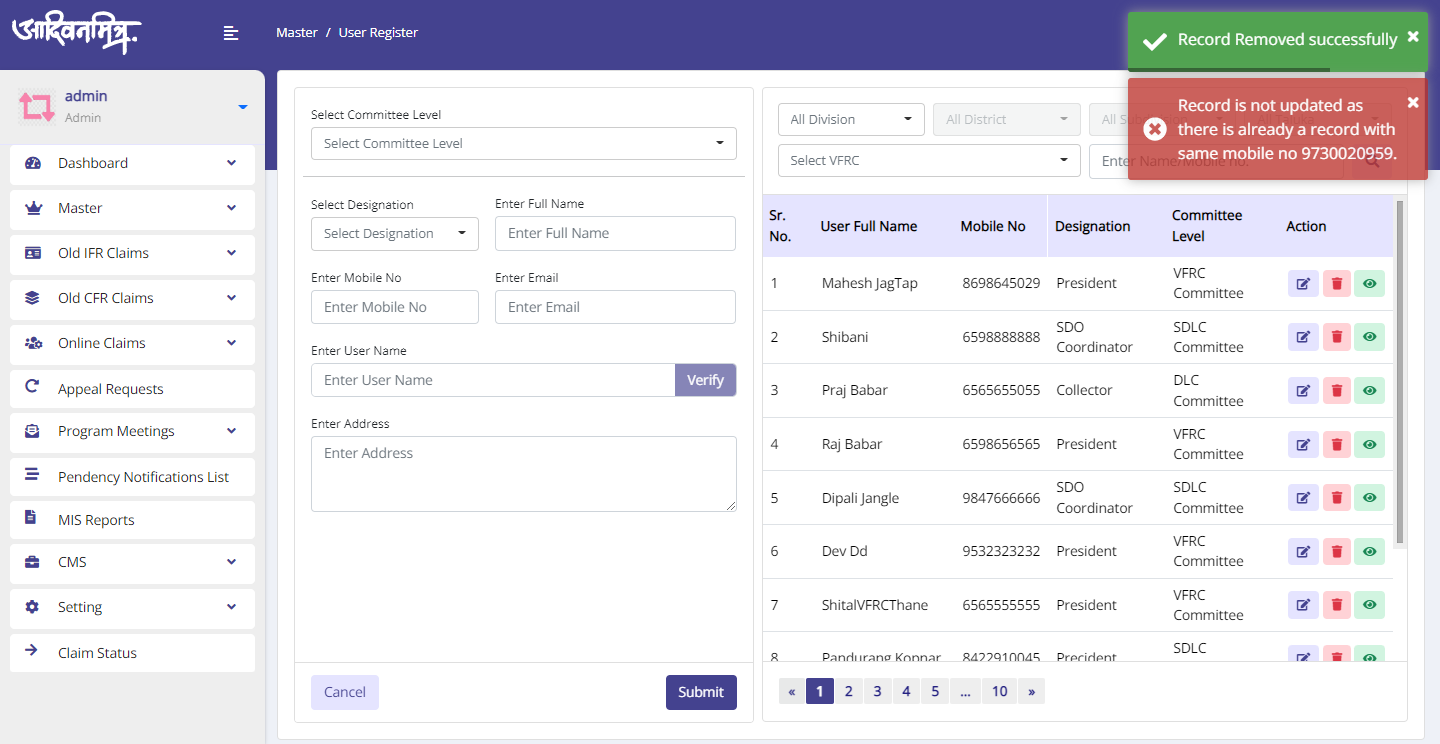 आदिवनमित्र
Master / User Register
Record Removed successfully
Record is not updated as
there is already a record with
same mobile no 9730020959.
admin
Admin
Dashboard
Master
Old IFR Claims
Old CFR Claims
Online Claims
Appeal Requests
Program Meetings
Pendency Notifications List
MIS Reports
CMS
Setting
Claim Status
Select Committee Level
Select Committee Level
Select Designation
Enter Full Name
Select Designation
Enter Full Name
Enter Mobile No
Enter Email
Enter Mobile No
Enter Email
Enter User Name
Enter User Name
Verify
Enter Address
Enter Address
Cancel
Submit
All Division
All District
Select VFRC
Enter Name/Mobile no.
Sr.
No.
User Full Name
Mobile No
Designation
Committee
Level
Action
1 Mahesh JagTap 8698645029 President VFRC
Committee
2 Shibani 6598888888 SDO
Coordinator SDLC
Committee
3 Praj Babar 6565655055 Collector DLC
Committee
4 Raj Babar 6598656565 President VFRC
Committee
5 Dipali Jangle 9847666666 SDO
Coordinator SDLC
Committee
6 Dev Dd 9532323232 President VFRC
Committee
7 ShitalVFRCThane 6565555555 President VFRC
Committee
8 Pandurang Kopnar 8422910045 President SDLC
« 1 2 3 4 5 ... 10 »